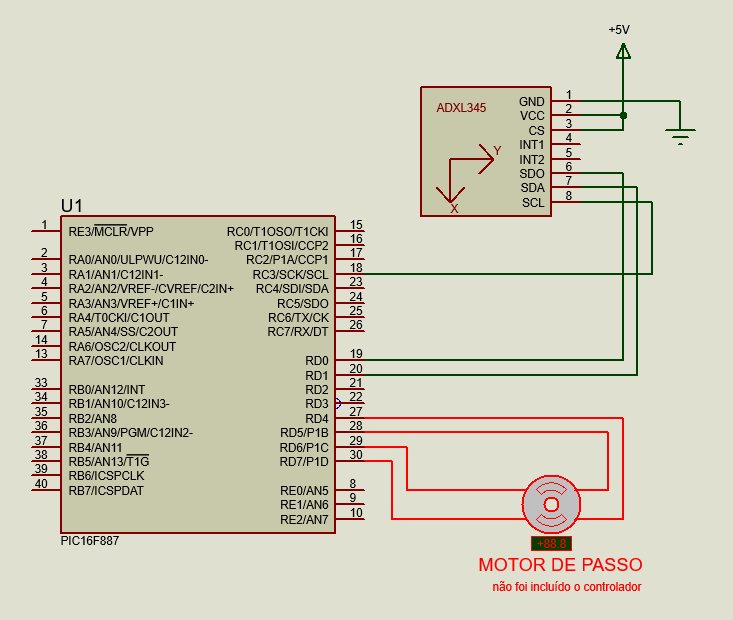 +5V
ADXL345
Y
X
GND 1
VCC 2
CS 3
INT1 4
INT2 5
SDO 6
SDA 7
SCL 8
U1
1 RE3/MCLR/VPP
2 RA0/AN0/ULPWU/C12IN0-
3 RA1/AN1/C12IN1-
4 RA2/AN2/VREF-/CVREF/C2IN+
5 RA3/AN3/VREF+/C1IN+
6 RA4/T0CKI/C1OUT
7 RA5/AN4/SS/C2OUT
14 RA6/OSC2/CLKOUT
13 RA7/OSC1/CLKIN
33 RB0/AN12/INT
34 RB1/AN10/C12IN3-
35 RB2/AN8
36 RB3/AN9/PGM/C12IN2-
37 RB4/AN11
38 RB5/AN13/T1G
39 RB6/ICSPCLK
40 RB7/ICSPDAT
RC0/T1OSO/T1CKI 15
RC1/T1OSI/CCP2 16
RC2/P1A/CCP1 17
RC3/SCK/SCL 18
RC4/SDI/SDA 23
RC5/SDO 24
RC6/TX/CK 25
RC7/RX/DT 26
RD0 19
RD1 20
RD2 21
RD3 22
RD4 27
RD5/P1B 28
RD6/P1C 29
RD7/P1D 30
RE0/AN5 8
RE1/AN6 9
RE2/AN7 10
PIC16F887
+88.8
MOTOR DE PASSO
não foi incluído o controlador